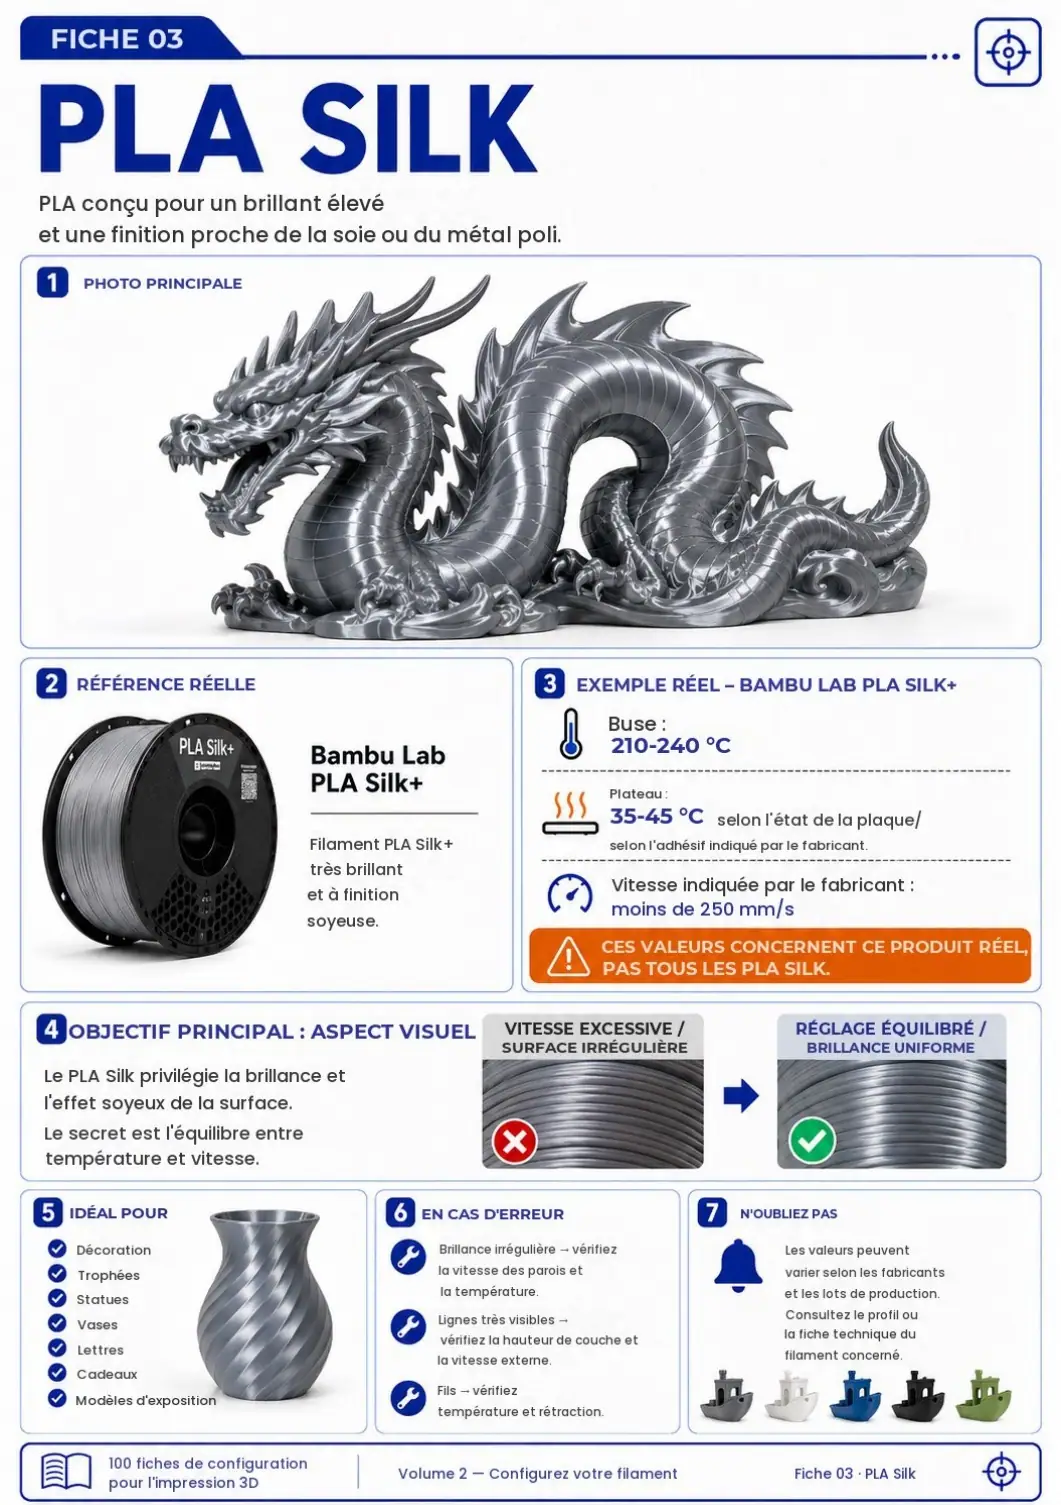 FICHE 03
PLA SILK
PLA conçu pour un brillant élevé
et une finition proche de la soie ou du métal poli.
1 PHOTO PRINCIPALE
2 RÉFÉRENCE RÉELLE
PLA Silk+
Bambu Lab
PLA Silk+
Filament PLA Silk+
très brillant
et à finition
soyeuse.
3 EXEMPLE RÉEL – BAMBU LAB PLA SILK+
Buse :
210-240 °C
Plateau :
35-45 °C selon l'état de la plaque/
selon l'adhésif indiqué par le fabricant.
Vitesse indiquée par le fabricant :
moins de 250 mm/s
CES VALEURS CONCERNENT CE PRODUIT RÉEL,
PAS TOUS LES PLA SILK.
4 OBJECTIF PRINCIPAL : ASPECT VISUEL
Le PLA Silk privilégie la brillance et
l'effet soyeux de la surface.
Le secret est l'équilibre entre
température et vitesse.
VITESSE EXCESSIVE /
SURFACE IRRÉGULIÈRE
RÉGLAGE ÉQUILIBRÉ /
BRILLANCE UNIFORME
5 IDÉAL POUR
Décoration
Trophées
Statues
Vases
Lettres
Cadeaux
Modèles d'exposition
6 EN CAS D'ERREUR
Brillance irrégulière → vérifiez
la vitesse des parois et
la température.
Lignes très visibles →
vérifiez la hauteur de couche et
la vitesse externe.
Fils → vérifiez
température et rétraction.
7 N'OUBLIEZ PAS
Les valeurs peuvent
varier selon les fabricants
et les lots de production.
Consultez le profil ou
la fiche technique du
filament concerné.
100 fiches de configuration
pour l'impression 3D
Volume 2 — Configurez votre filament
Fiche 03 · PLA Silk